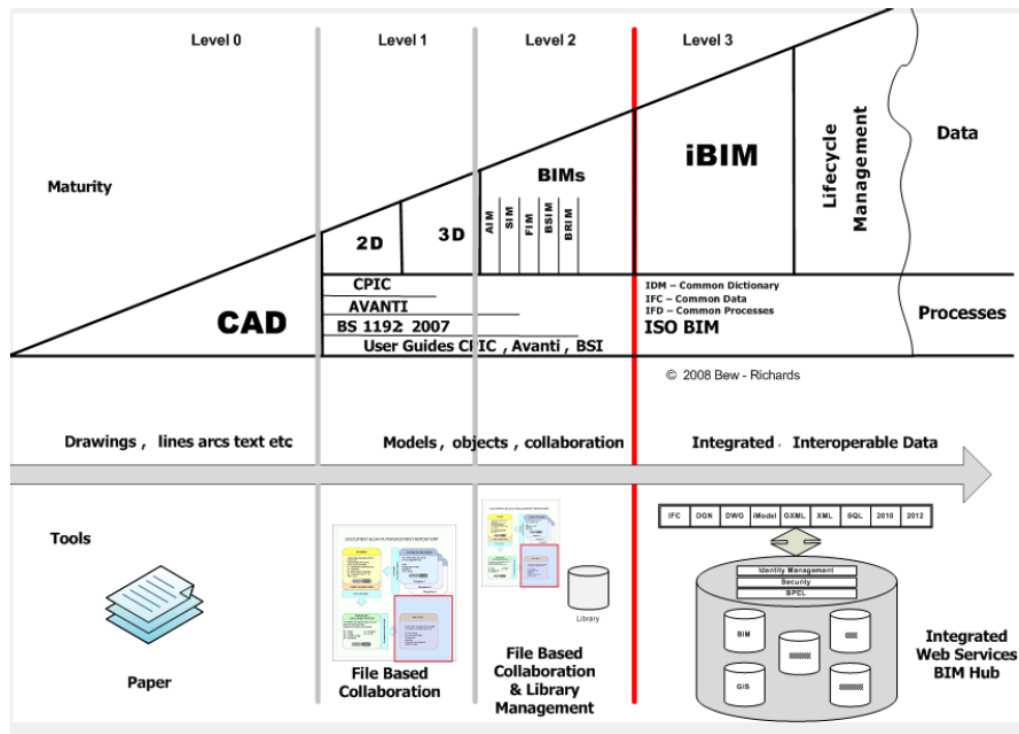 Level 0
Level 1
Level 2
Level 3
Maturity
CAD
2D
3D
BIMs
AIM
SIM
FIM
BSIM
BRIM
iBIM
Lifecycle
Management
Data
CPIC
AVANTI
BS 1192: 2007
User Guides CPIC , Avanti , BSI
IDM – Common Dictionary
IFC – Common Data
IFD – Common Processes
ISO BIM
Processes
© 2008 Bew - Richards
Drawings , lines arcs text etc
Models , objects , collaboration
Integrated , Interoperable Data
Tools
Paper
DOCUMENT & DATA MANAGEMENT REPOSITORY
File Based
Collaboration
Library
File Based
Collaboration
& Library
Management
IFC
DGN
DWG
iModel
GXML
XML
SQL
2010
2012
Identity Management
Security
BPEL
BIM
GIS
Integrated
Web Services
BIM Hub